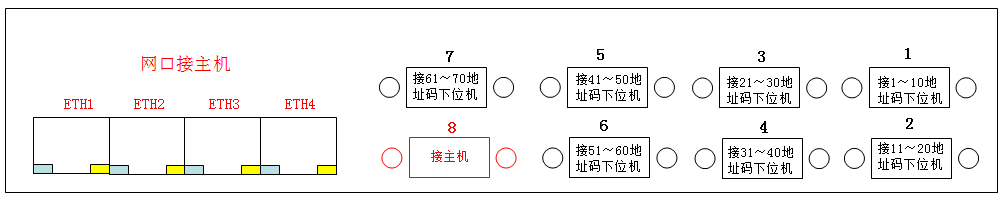 网口接主机
ETH1
ETH2
ETH3
ETH4
7
接61～70地
址码下位机
5
接41～50地
址码下位机
3
接21～30地
址码下位机
1
接1～10地
址码下位机
8
接主机
6
接51～60地
址码下位机
4
接31～40地
址码下位机
2
接11～20地
址码下位机